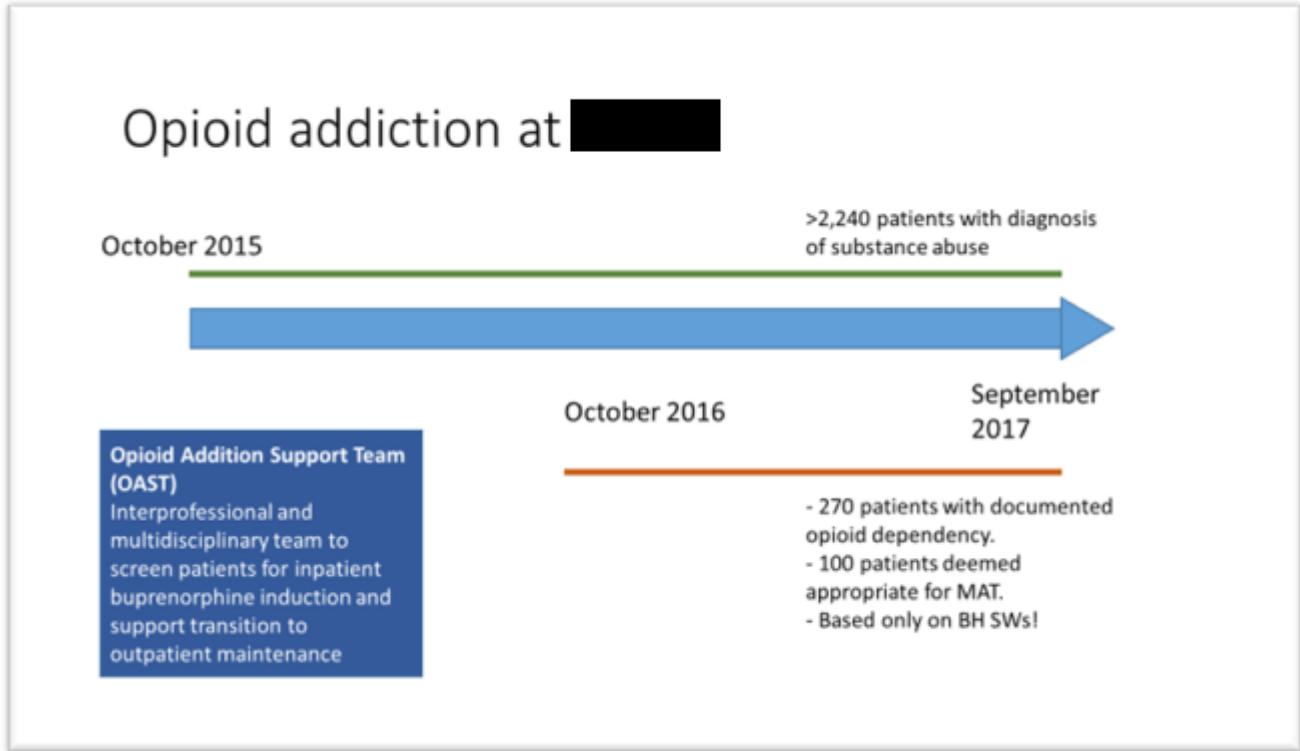 Opioid addiction at
October 2015
>2,240 patients with diagnosis
of substance abuse
October 2016
September
2017
Opioid Addition Support Team
(OAST)
Interprofessional and
multidisciplinary team to
screen patients for inpatient
buprenorphine induction and
support transition to
outpatient maintenance
- 270 patients with documented
opioid dependency.
- 100 patients deemed
appropriate for MAT.
- Based only on BH SWs!